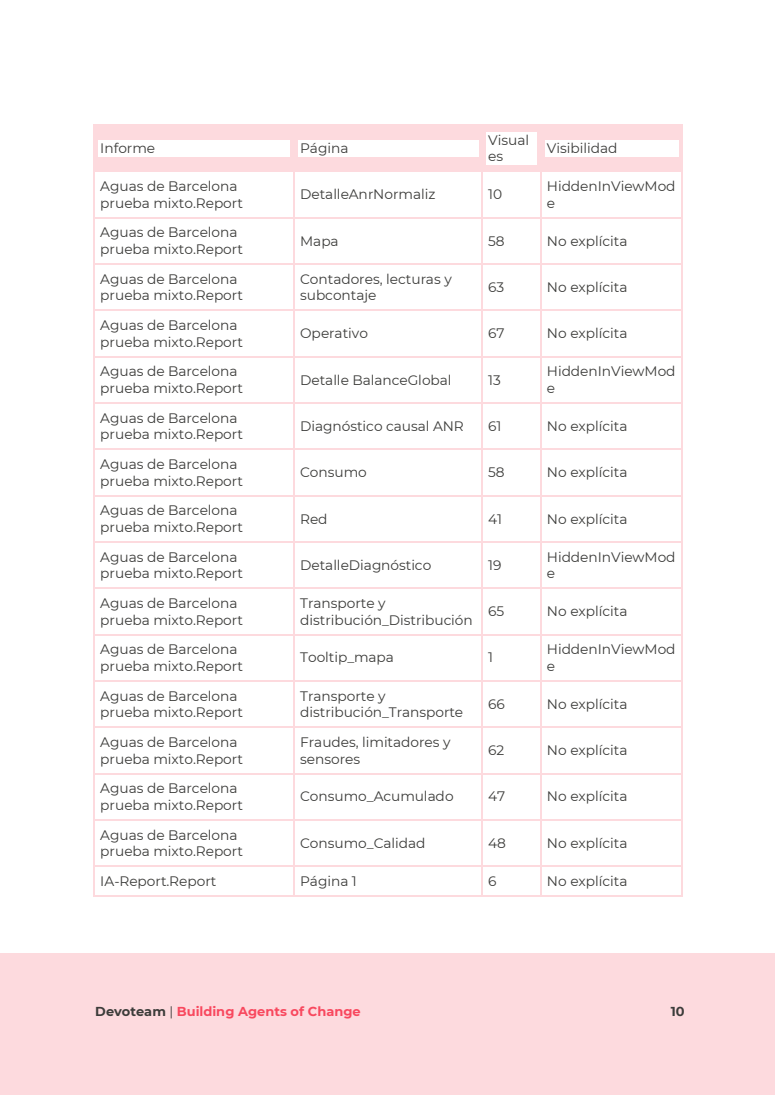 Informe Página Visual
es Visibilidad
Aguas de Barcelona
prueba mixto.Report DetalleAnrNormaliz 10 HiddenInViewMod
e
Aguas de Barcelona
prueba mixto.Report Mapa 58 No explícita
Aguas de Barcelona
prueba mixto.Report Contadores, lecturas y
subcontaje 63 No explícita
Aguas de Barcelona
prueba mixto.Report Operativo 67 No explícita
Aguas de Barcelona
prueba mixto.Report Detalle BalanceGlobal 13 HiddenInViewMod
e
Aguas de Barcelona
prueba mixto.Report Diagnóstico causal ANR 61 No explícita
Aguas de Barcelona
prueba mixto.Report Consumo 58 No explícita
Aguas de Barcelona
prueba mixto.Report Red 41 No explícita
Aguas de Barcelona
prueba mixto.Report DetalleDiagnóstico 19 HiddenInViewMod
e
Aguas de Barcelona
prueba mixto.Report Transporte y
distribución_Distribución 65 No explícita
Aguas de Barcelona
prueba mixto.Report Tooltip_mapa 1 HiddenInViewMod
e
Aguas de Barcelona
prueba mixto.Report Transporte y
distribución_Transporte 66 No explícita
Aguas de Barcelona
prueba mixto.Report Fraudes, limitadores y
sensores 62 No explícita
Aguas de Barcelona
prueba mixto.Report Consumo_Acumulado 47 No explícita
Aguas de Barcelona
prueba mixto.Report Consumo_Calidad 48 No explícita
IA-Report.Report Página 1 6 No explícita
Devoteam | Building Agents of Change 10